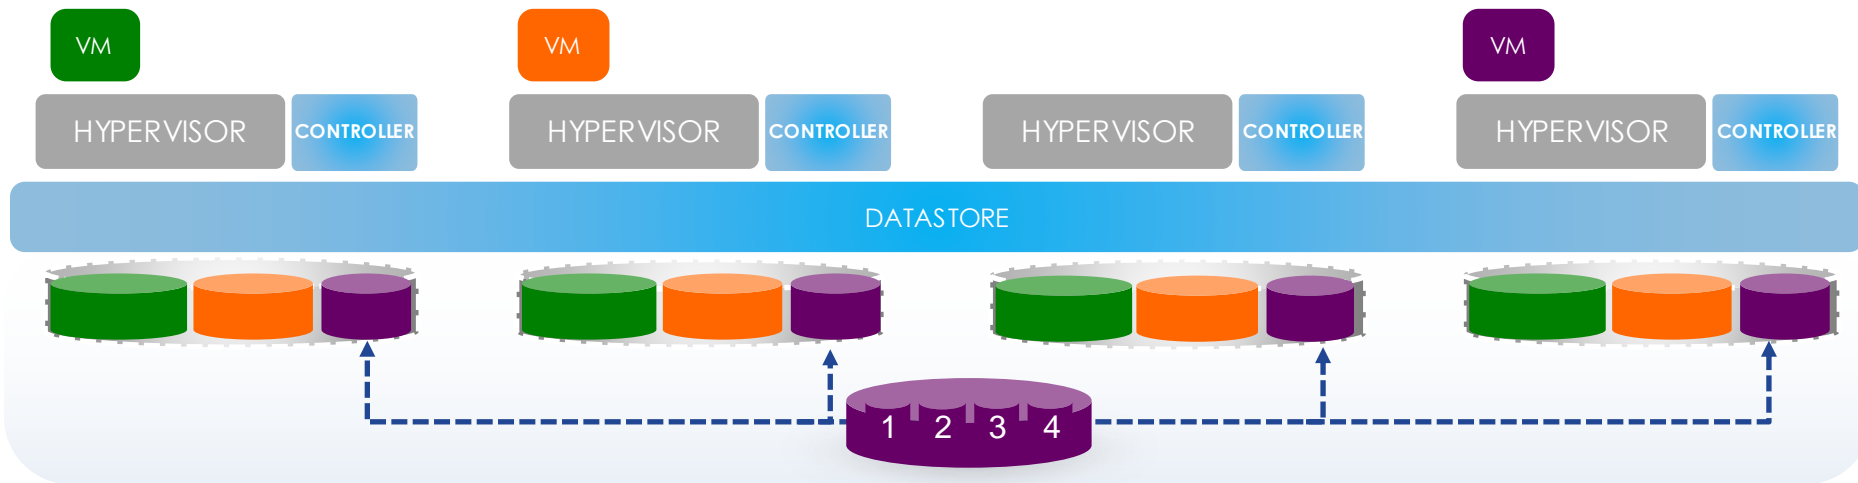 VM
VM
VM
HYPERVISOR CONTROLLER
HYPERVISOR CONTROLLER
HYPERVISOR CONTROLLER
HYPERVISOR CONTROLLER
DATASTORE
1 2 3 4